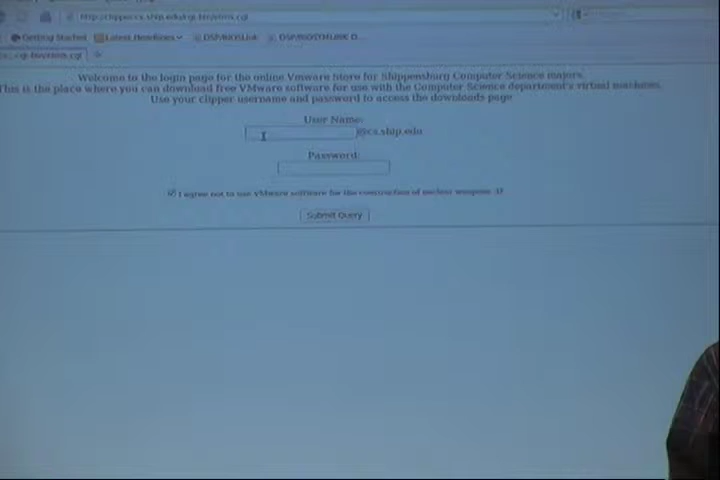 Getting Started Latest Headlines
Welcome to the login page for the online Vmware Store for Shippensburg Computer Science majors.
This is the place where you can download free VMware software for use with the Computer Science department's virtual machines.
Use your clipper username and password to access the downloads page
User Name:
@cs.ship.edu
Password:
I agree not to use VMware software for the construction of nuclear weapons.
Submit Query